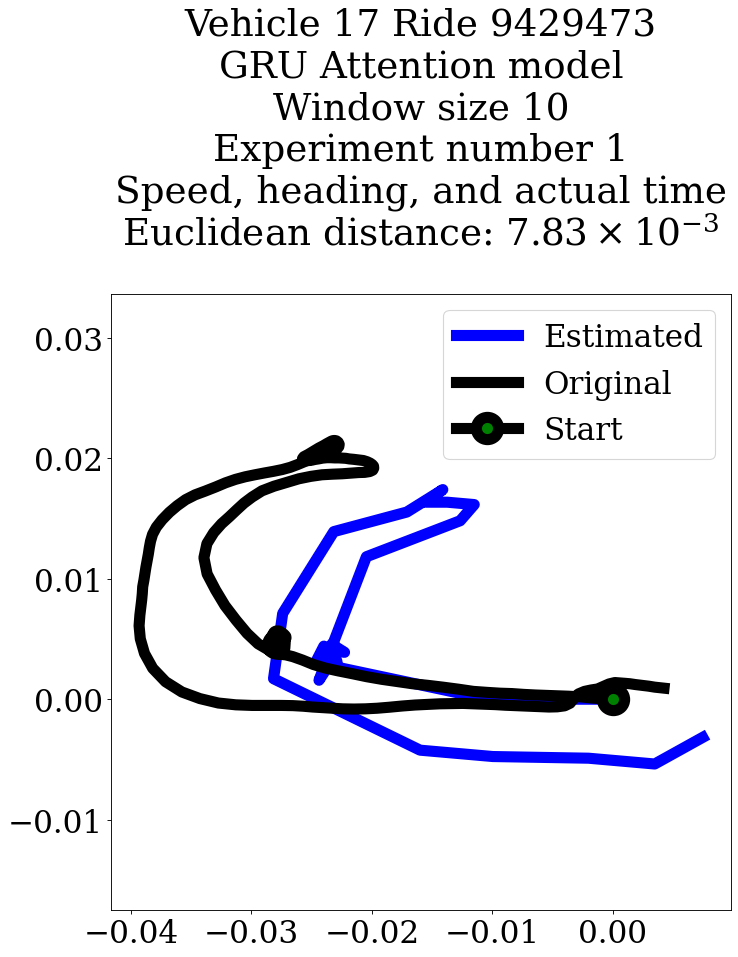 Vehicle 17 Ride 9429473
GRU Attention model
Window size 10
Experiment number 1
Speed, heading, and actual time
Euclidean distance: 7.83 × 10⁻³
Estimated
Original
Start
0.03
0.02
0.01
0.00
−0.01
−0.04 −0.03 −0.02 −0.01 0.00